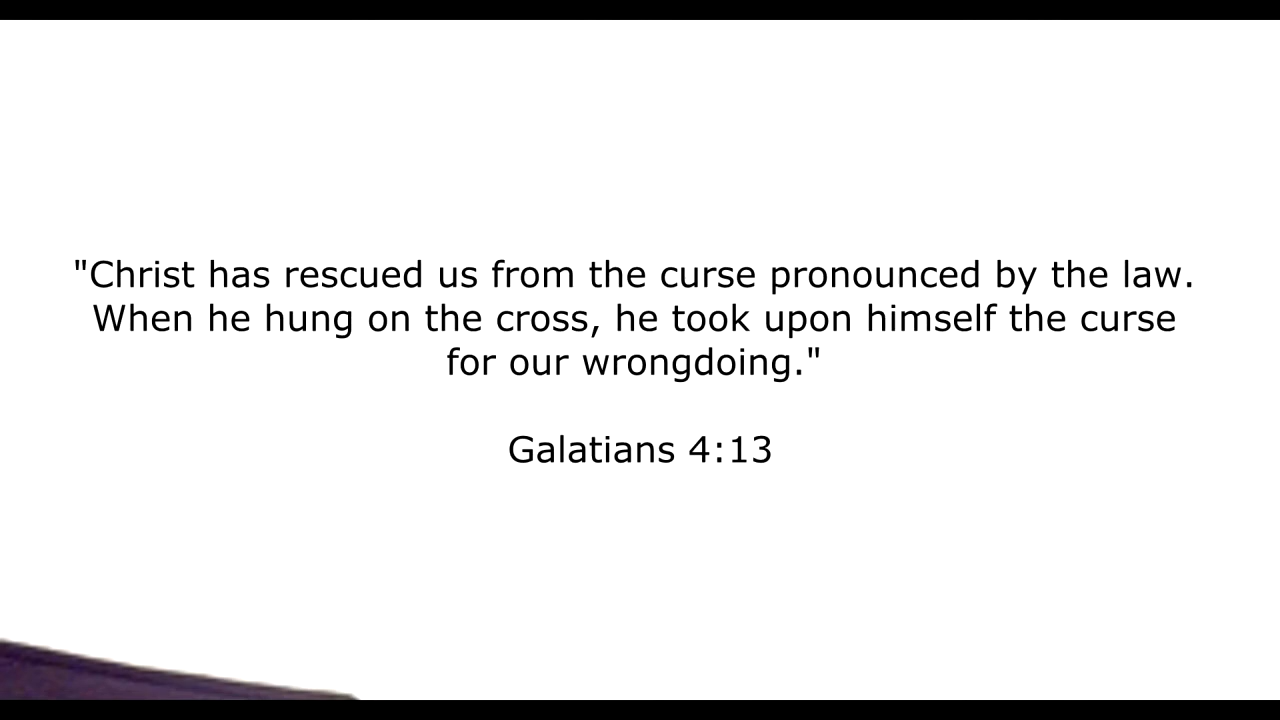 "Christ has rescued us from the curse pronounced by the law.
When he hung on the cross, he took upon himself the curse
for our wrongdoing."
Galatians 4:13